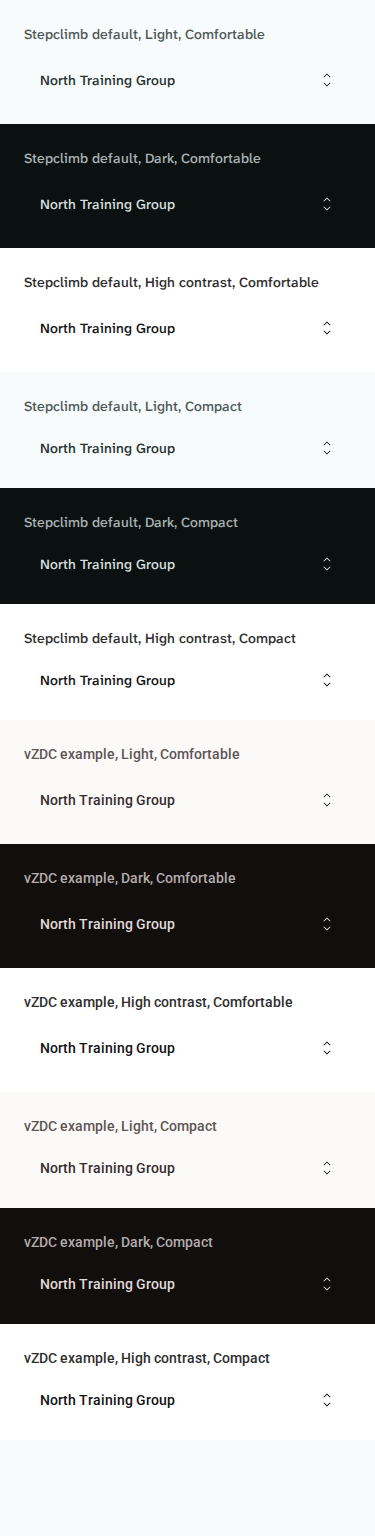 Stepclimb default, Light, Comfortable
North Training Group
Stepclimb default, Dark, Comfortable
North Training Group
Stepclimb default, High contrast, Comfortable
North Training Group
Stepclimb default, Light, Compact
North Training Group
Stepclimb default, Dark, Compact
North Training Group
Stepclimb default, High contrast, Compact
North Training Group
vZDC example, Light, Comfortable
North Training Group
vZDC example, Dark, Comfortable
North Training Group
vZDC example, High contrast, Comfortable
North Training Group
vZDC example, Light, Compact
North Training Group
vZDC example, Dark, Compact
North Training Group
vZDC example, High contrast, Compact
North Training Group